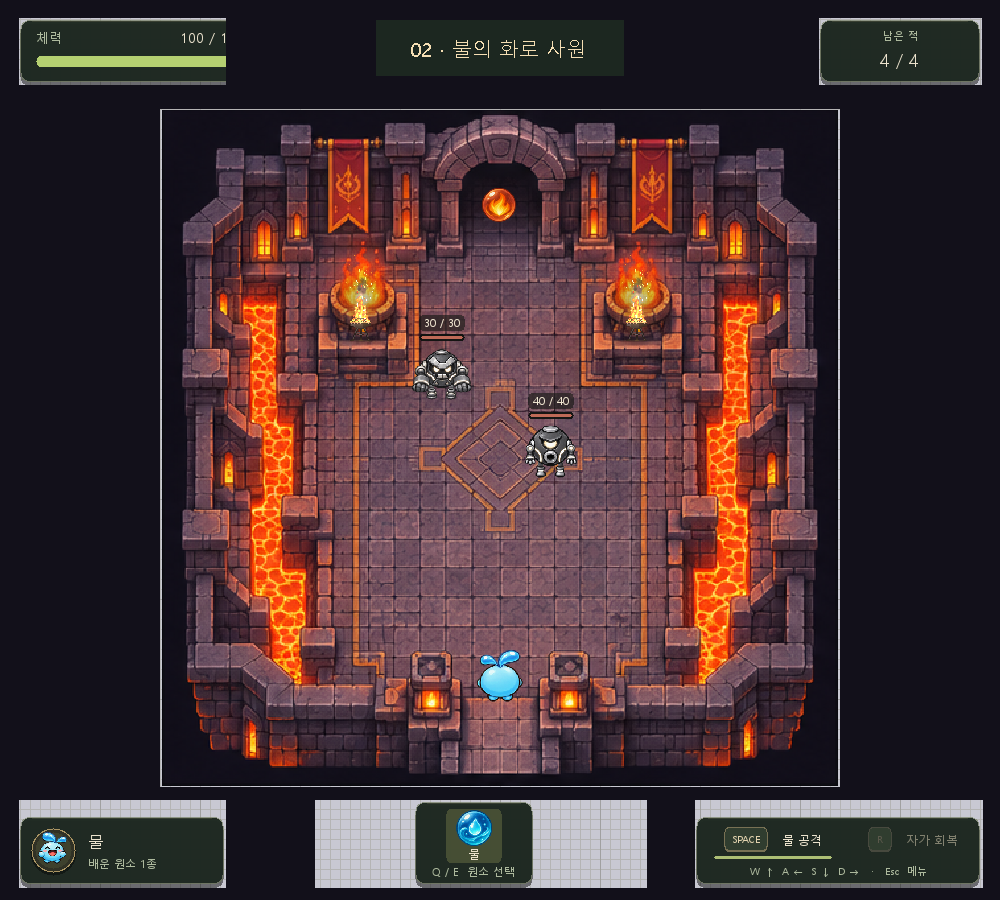 체력 100 / 1
02 · 불의 화로 사원
남은 적
4 / 4
30 / 30
40 / 40
물
배운 원소 1종
물
Q / E 원소 선택
SPACE 물 공격 R 자가 회복
W ↑ A ← S ↓ D → · Esc 메뉴